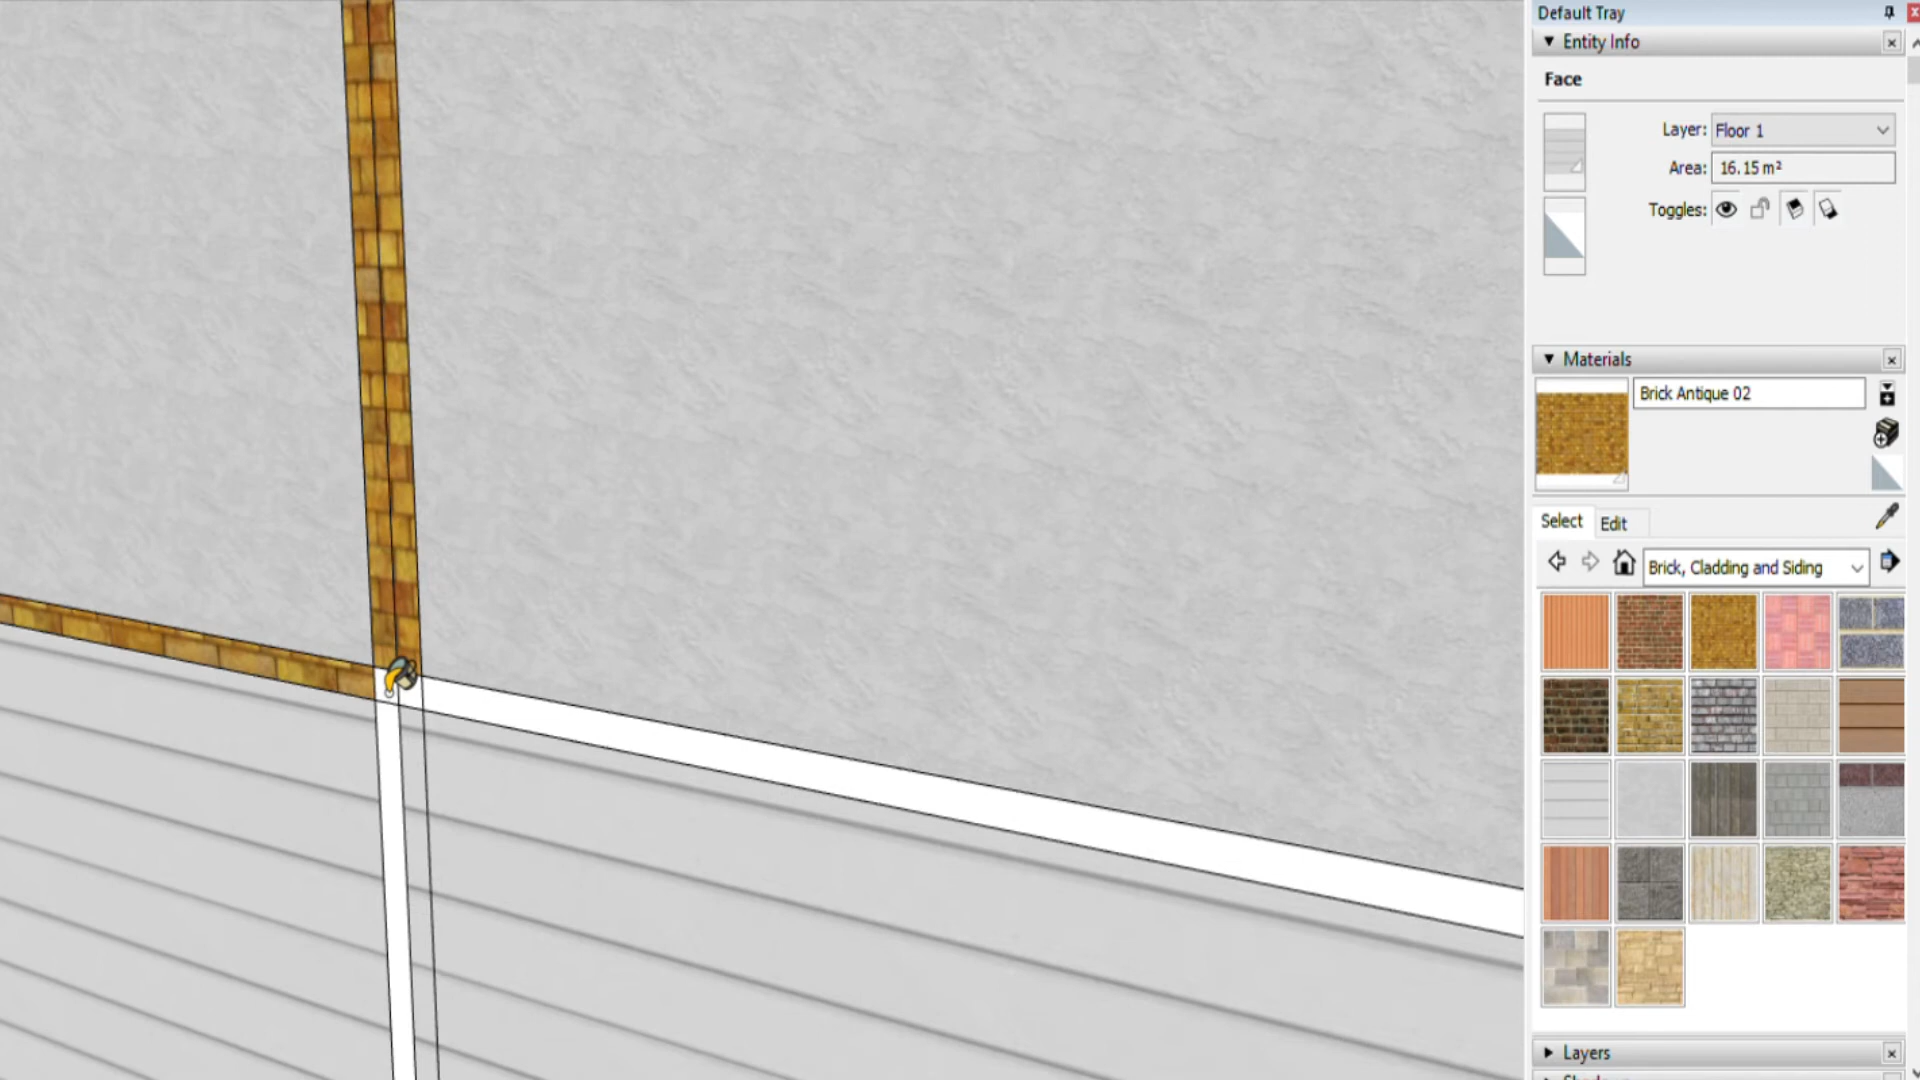 Default Tray
Entity Info
Face
Layer: Floor 1
Area: 16.15 m²
Toggles:
Materials
Brick Antique 02
Select Edit
Brick, Cladding and Siding
Layers